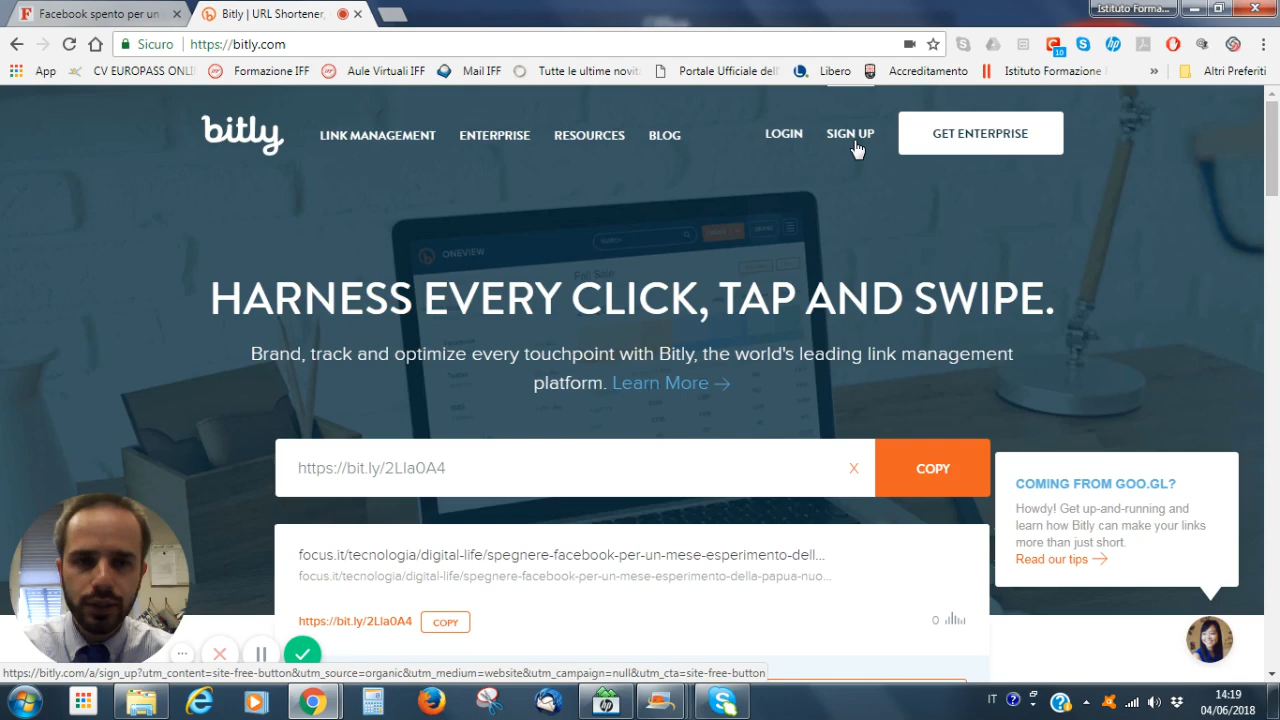 Facebook spento per un
Bitly | URL Shortener,
Istituto Forma...
Sicuro
https://bitly.com
10
App
CV EUROPASS ONLI
Formazione IFF
Aule Virtuali IFF
Mail IFF
Tutte le ultime novit
Portale Ufficiale dell
Libero
Accreditamento
Istituto Formazione
»
Altri Preferiti
bitly
LINK MANAGEMENT
ENTERPRISE
RESOURCES
BLOG
LOGIN
SIGN UP
GET ENTERPRISE
ONEVIEW
SEARCH
HARNESS EVERY CLICK, TAP AND SWIPE.
Brand, track and optimize every touchpoint with Bitly, the world's leading link management
platform. Learn More →
https://bit.ly/2LIa0A4
X
COPY
COMING FROM GOO.GL?
Howdy! Get up-and-running and
learn how Bitly can make your links
more than just short.
Read our tips →
focus.it/tecnologia/digital-life/spegnere-facebook-per-un-mese-esperimento-dell...
focus.it/tecnologia/digital-life/spegnere-facebook-per-un-mese-esperimento-della-papua-nuo...
https://bit.ly/2LIa0A4
COPY
0
https://bitly.com/a/sign_up?utm_content=site-free-button&utm_source=organic&utm_medium=website&utm_campaign=null&utm_cta=site-free-button
IT
14:19
04/06/2018